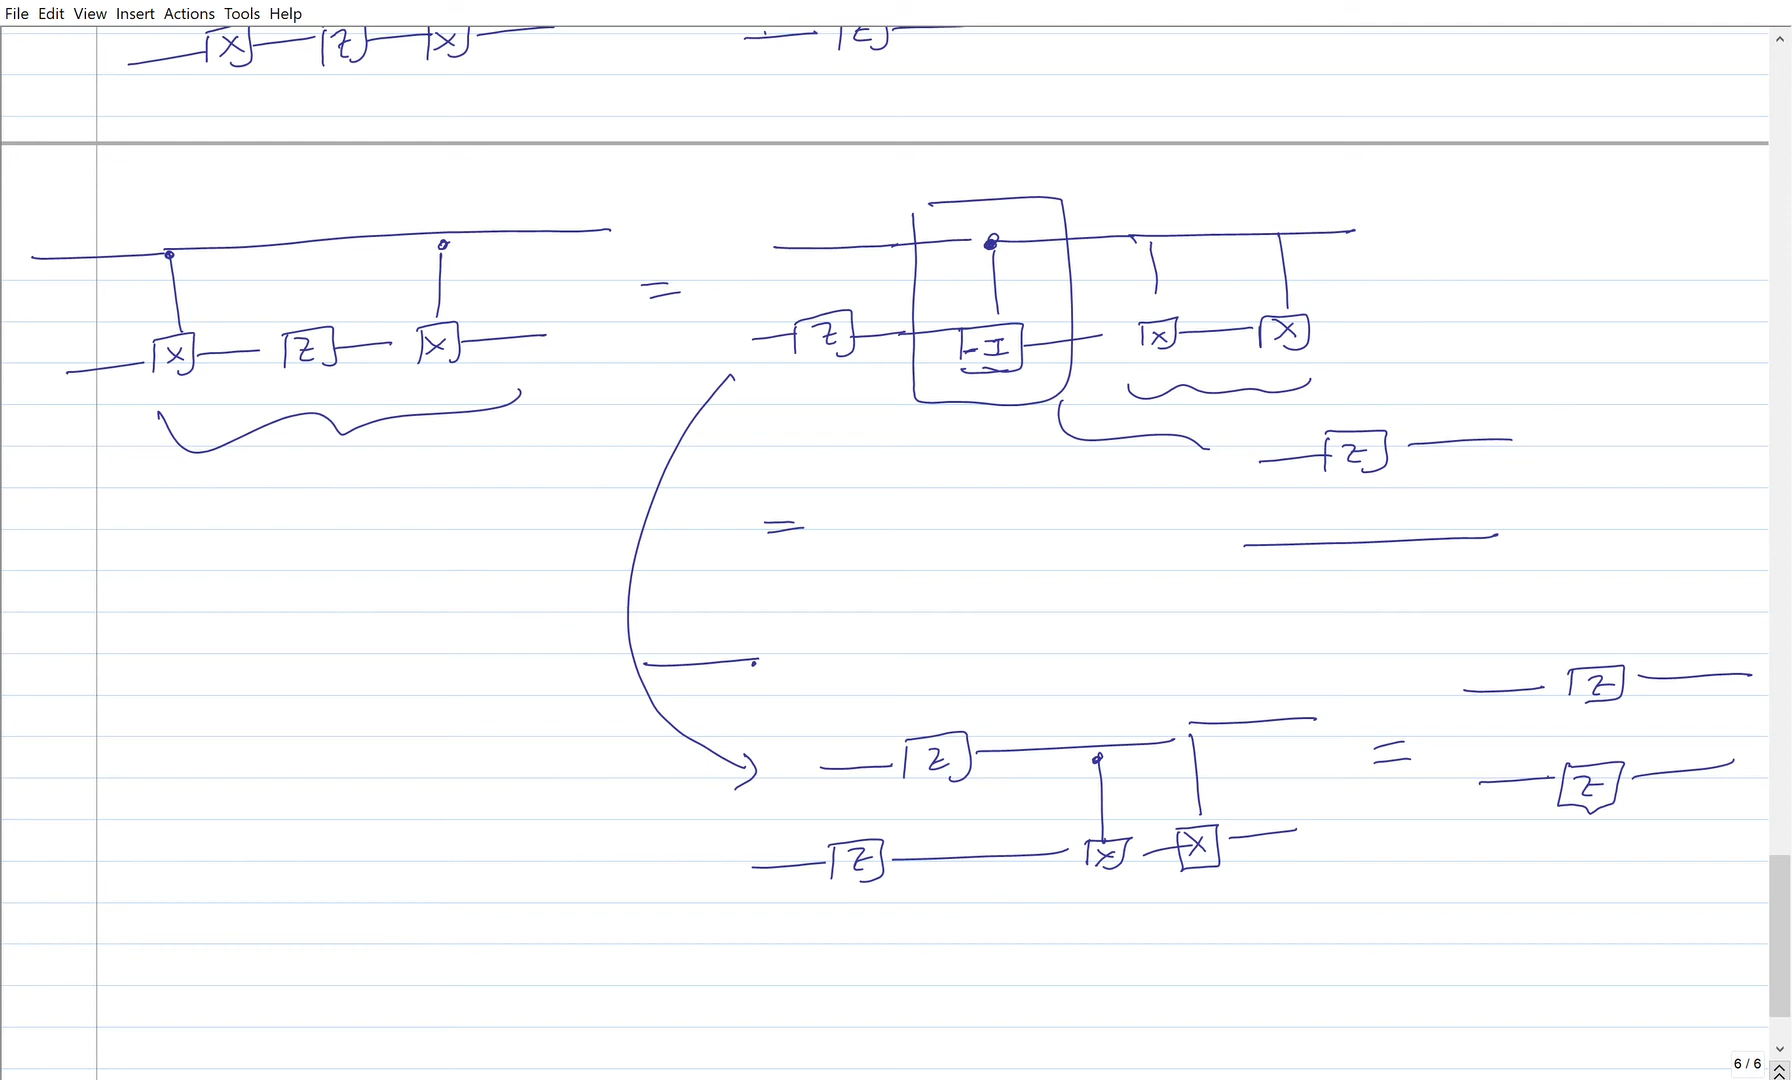 File Edit View Insert Actions Tools Help
X Z X Z
X Z X = Z -I X X
Z
=
Z X X = Z
Z Z
6 / 6